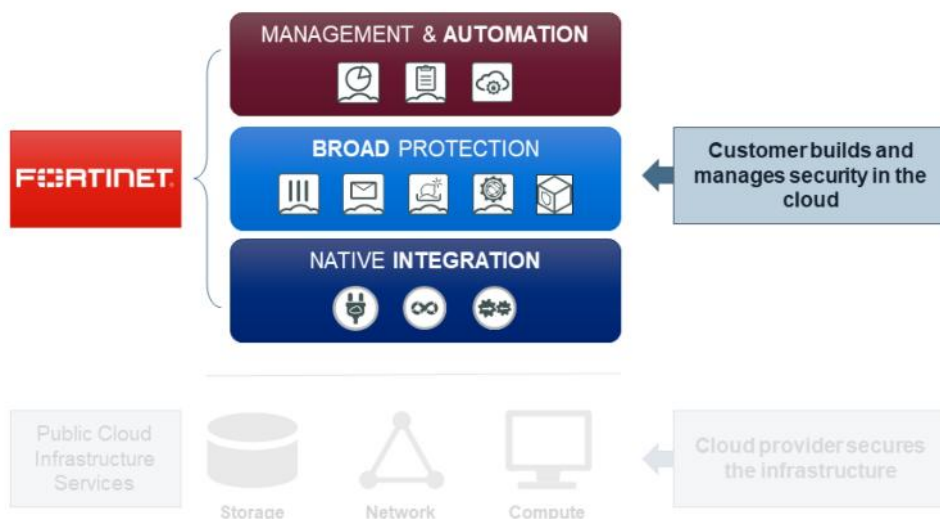 MANAGEMENT & AUTOMATION
FORTINET
BROAD PROTECTION
Customer builds and
manages security in the
cloud
NATIVE INTEGRATION
Public Cloud
Infrastructure
Services
Storage
Network
Compute
Cloud provider secures
the infrastructure